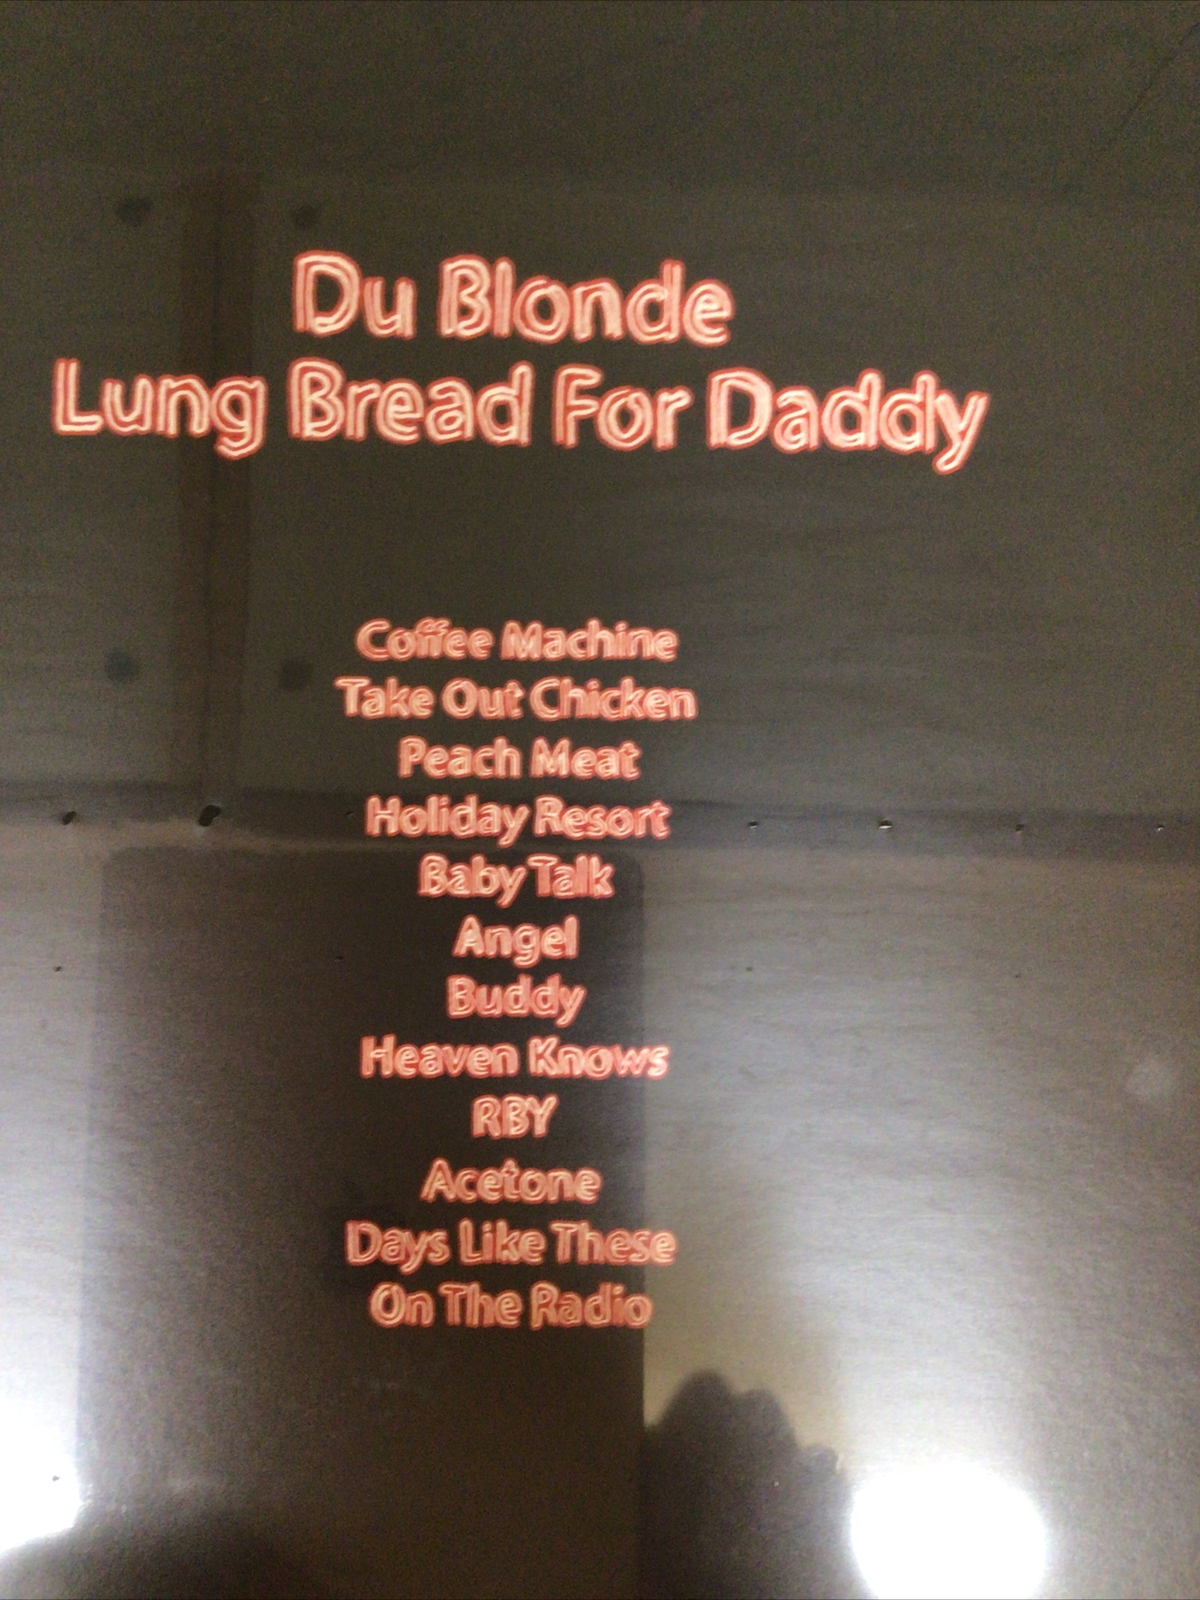 Du Blonde
Lung Bread For Daddy
Coffee Machine
Take Out Chicken
Peach Meat
Holiday Resort
Baby Talk
Angel
Buddy
Heaven Knows
RBY
Acetone
Days Like These
On The Radio